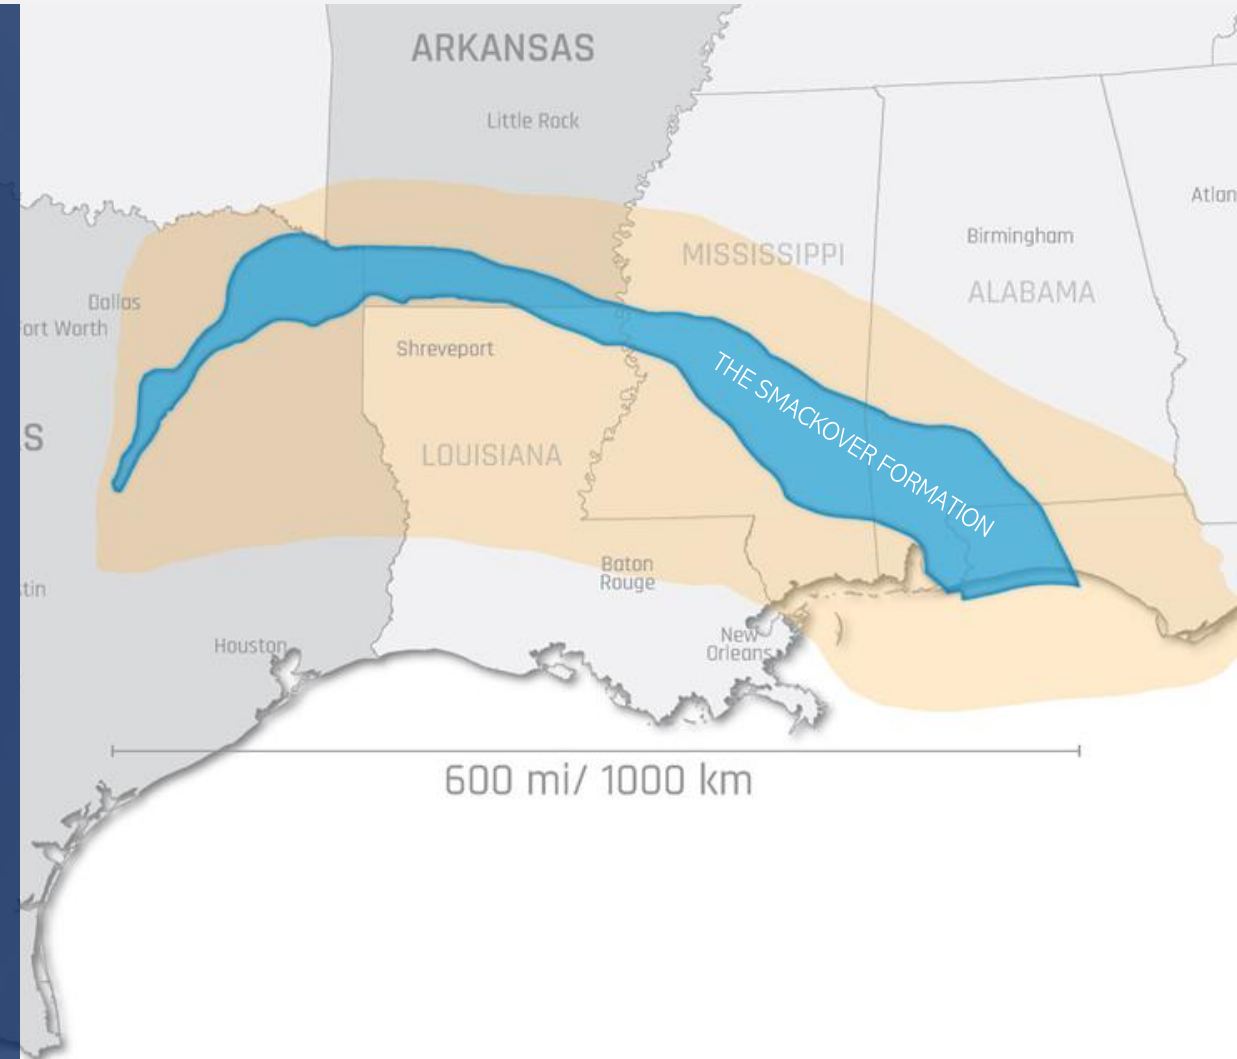 ARKANSAS
Little Rock
Atlan
Birmingham
MISSISSIPPI
ALABAMA
Dallas
ort Worth
Shreveport
THE SMACKOVER FORMATION
S
LOUISIANA
Baton
Rouge
tin
New
Orleans
Houston
600 mi/ 1000 km